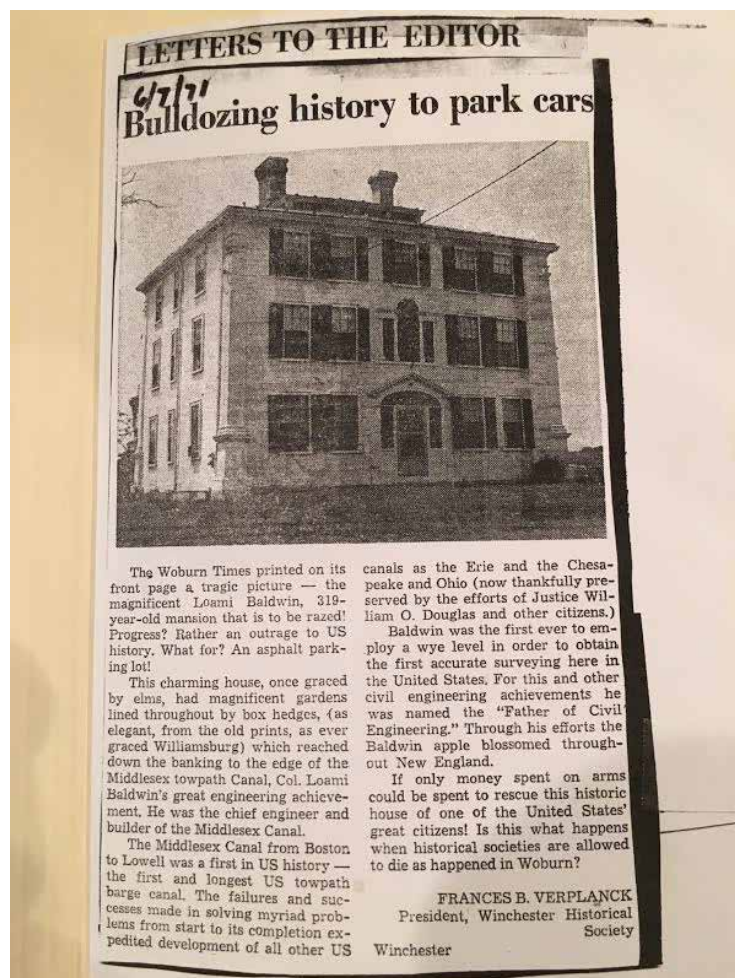 LETTERS TO THE EDITOR
6/7/71
Bulldozing history to park cars
The Woburn Times printed on its
front page a tragic picture — the
magnificent Loami Baldwin, 319-
year-old mansion that is to be razed!
Progress? Rather an outrage to US
history. What for? An asphalt park-
ing lot!
This charming house, once graced
by elms, had magnificent gardens
lined throughout by box hedges, (as
elegant, from the old prints, as ever
graced Williamsburg) which reached
down the banking to the edge of the
Middlesex towpath Canal, Col. Loami
Baldwin's great engineering achieve-
ment. He was the chief engineer and
builder of the Middlesex Canal.
The Middlesex Canal from Boston
to Lowell was a first in US history —
the first and longest US towpath
barge canal. The failures and suc-
cesses made in solving myriad prob-
lems from start to its completion ex-
pedited development of all other US
canals as the Erie and the Chesa-
peake and Ohio (now thankfully pre-
served by the efforts of Justice Wil-
liam O. Douglas and other citizens.)
Baldwin was the first ever to em-
ploy a wye level in order to obtain
the first accurate surveying here in
the United States. For this and other
civil engineering achievements he
was named the “Father of Civil
Engineering.” Through his efforts the
Baldwin apple blossomed through-
out New England.
If only money spent on arms
could be spent to rescue this historic
house of one of the United States'
great citizens! Is this what happens
when historical societies are allowed
to die as happened in Woburn?
FRANCES B. VERPLANCK
President, Winchester Historical
Society
Winchester